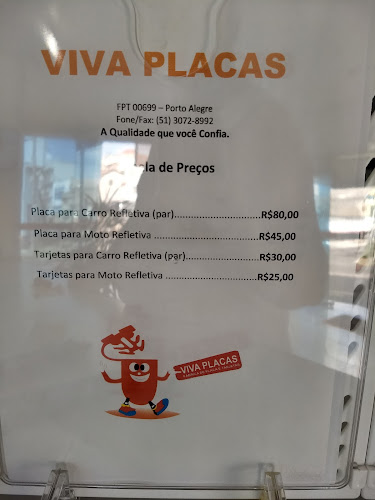 VIVA PLACAS
FPT 00699 – Porto Alegre
Fone/Fax: (51) 3072-8992
A Qualidade que você Confia.
de Preços
Placa para Carro Refletiva (par)................................R$80,00
Placa para Moto Refletiva ........................................R$45,00
Tarjetas para Carro Refletiva (par)...........................R$30,00
Tarjetas para Moto Refletiva ..................................R$25,00
VIVA PLACAS